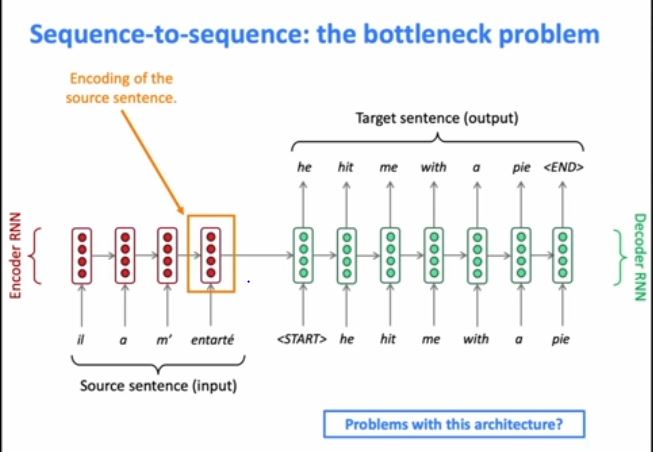 Sequence-to-sequence: the bottleneck problem
Encoding of the
source sentence.
Target sentence (output)
he hit me with a pie <END>
Encoder RNN
Decoder RNN
il a m' entarté <START> he hit me with a pie
Source sentence (input)
Problems with this architecture?